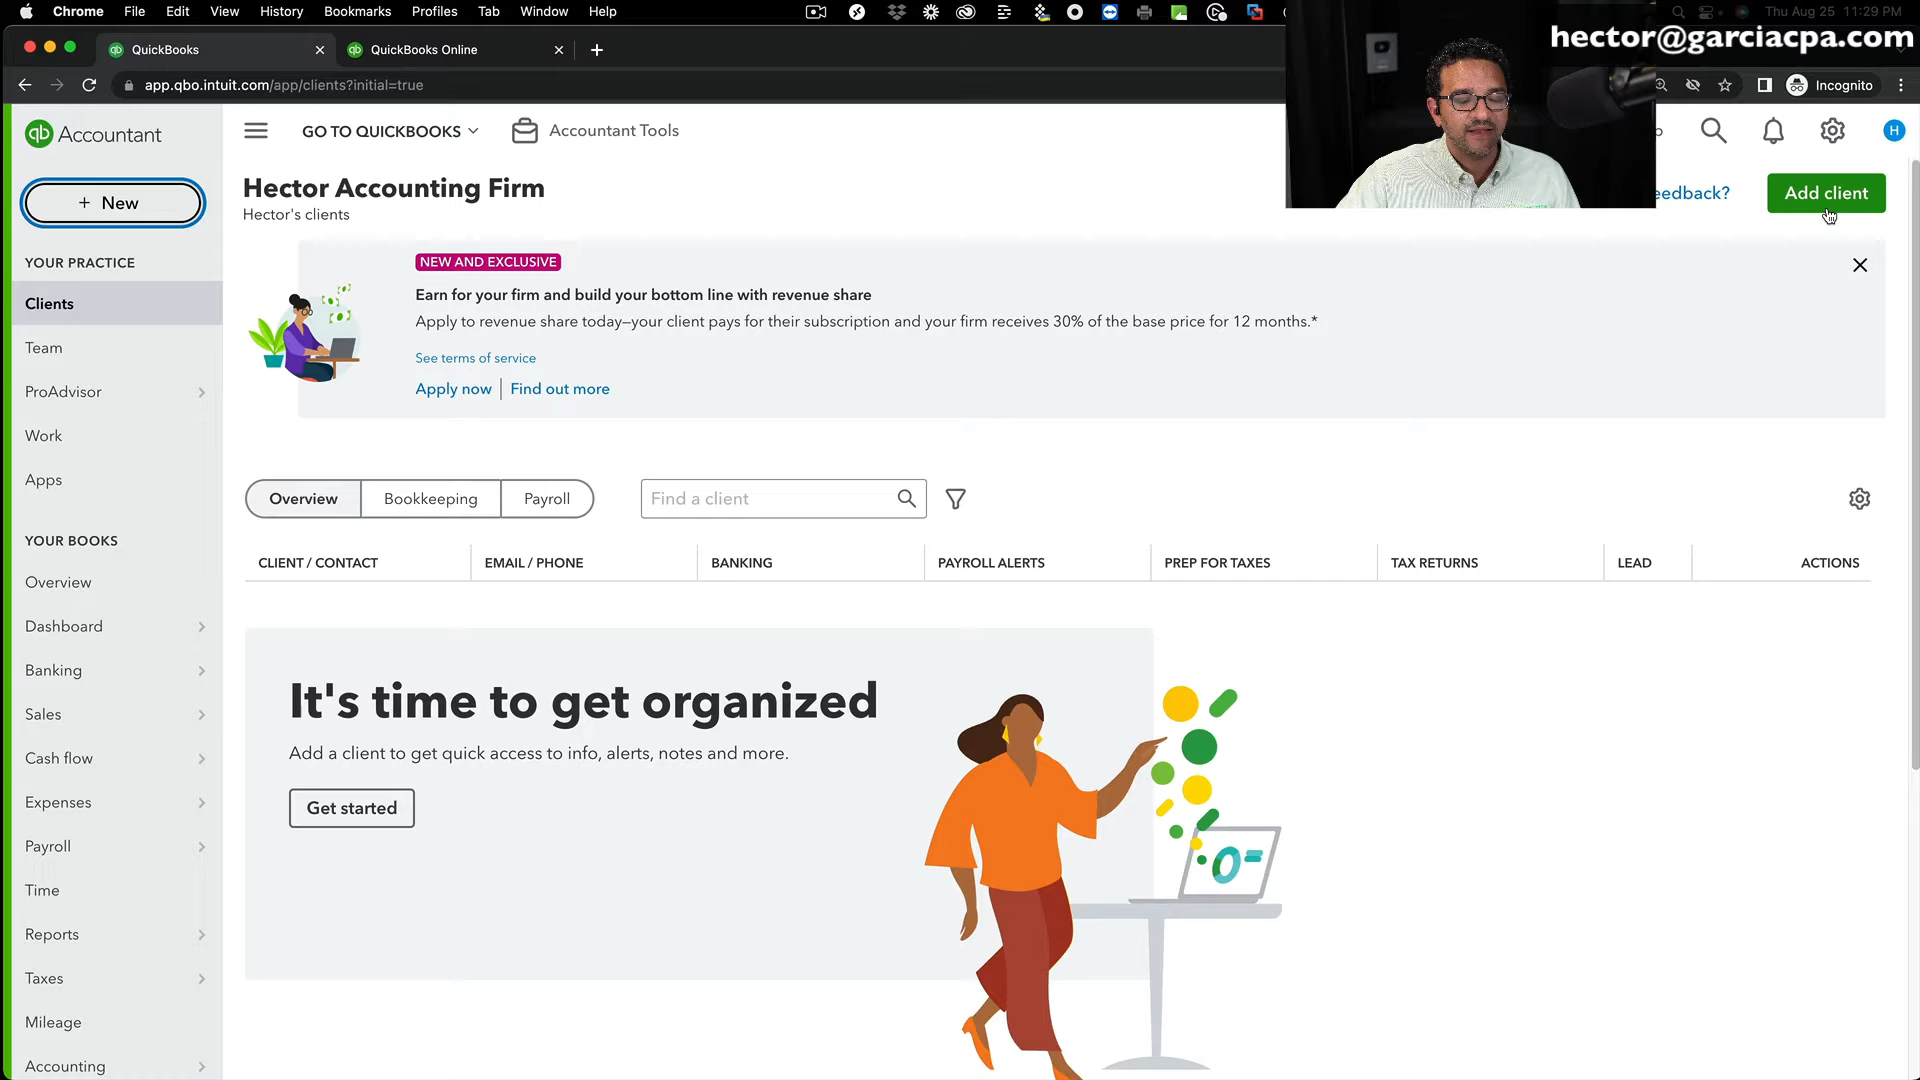 Chrome File Edit View History Bookmarks Profiles Tab Window Help
Thu Aug 25 11:29 PM
hector@garciacpa.com
QuickBooks
QuickBooks Online
app.qbo.intuit.com/app/clients?initial=true
Incognito
qb Accountant
GO TO QUICKBOOKS
Accountant Tools
H
+ New
Hector Accounting Firm
Hector's clients
eedback?
Add client
YOUR PRACTICE
Clients
Team
ProAdvisor
Work
Apps
YOUR BOOKS
Overview
Dashboard
Banking
Sales
Cash flow
Expenses
Payroll
Time
Reports
Taxes
Mileage
Accounting
NEW AND EXCLUSIVE
Earn for your firm and build your bottom line with revenue share
Apply to revenue share today—your client pays for their subscription and your firm receives 30% of the base price for 12 months.*
See terms of service
Apply now
Find out more
Overview Bookkeeping Payroll
Find a client
CLIENT / CONTACT EMAIL / PHONE BANKING PAYROLL ALERTS PREP FOR TAXES TAX RETURNS LEAD ACTIONS
It's time to get organized
Add a client to get quick access to info, alerts, notes and more.
Get started